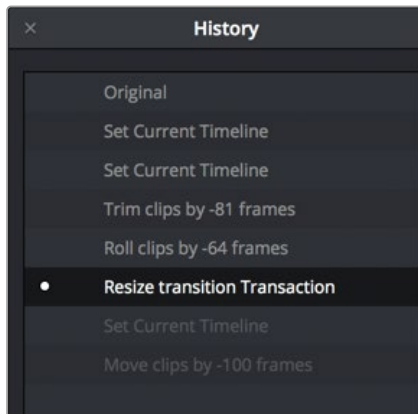 History
Original
Set Current Timeline
Set Current Timeline
Trim clips by -81 frames
Roll clips by -64 frames
Resize transition Transaction
Set Current Timeline
Move clips by -100 frames